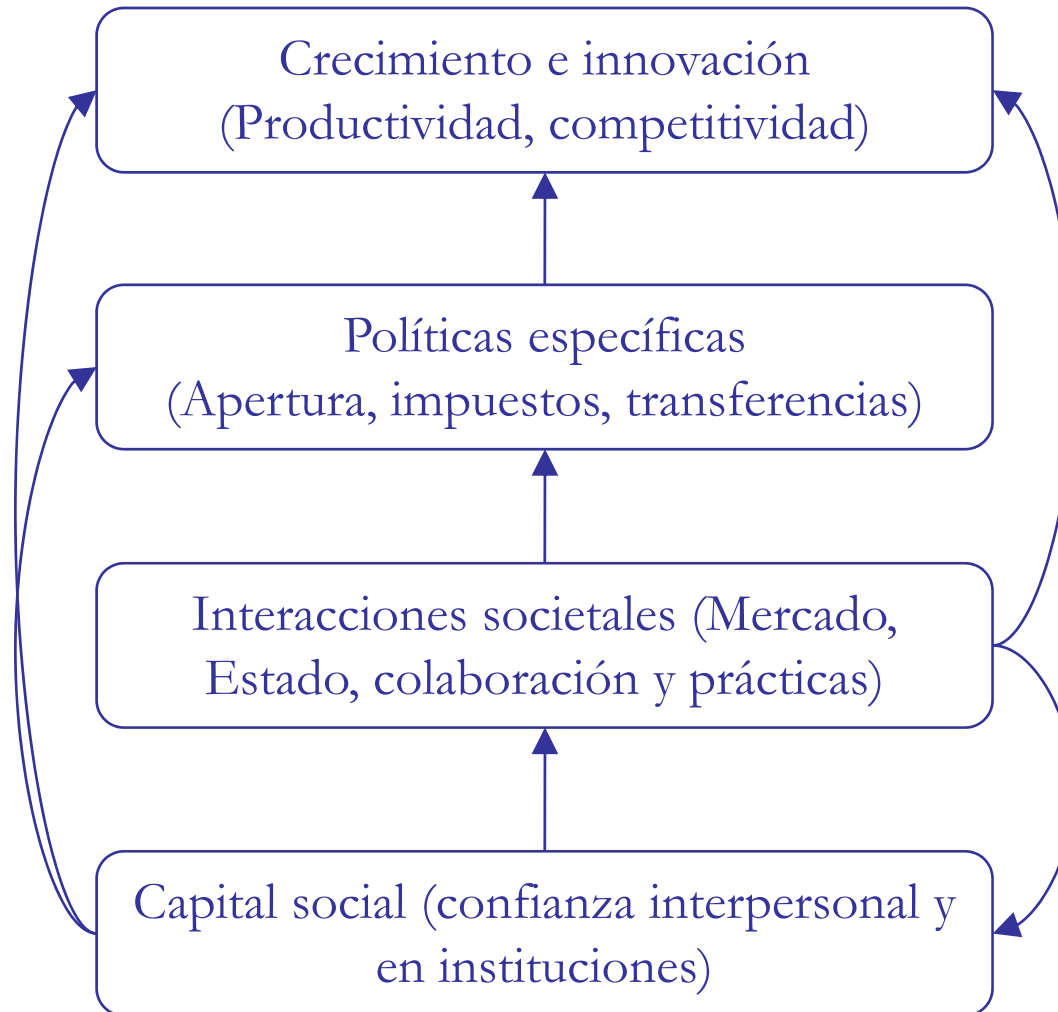 Crecimiento e innovación
(Productividad, competitividad)
Políticas específicas
(Apertura, impuestos, transferencias)
Interacciones societales (Mercado,
Estado, colaboración y prácticas)
Capital social (confianza interpersonal y
en instituciones)